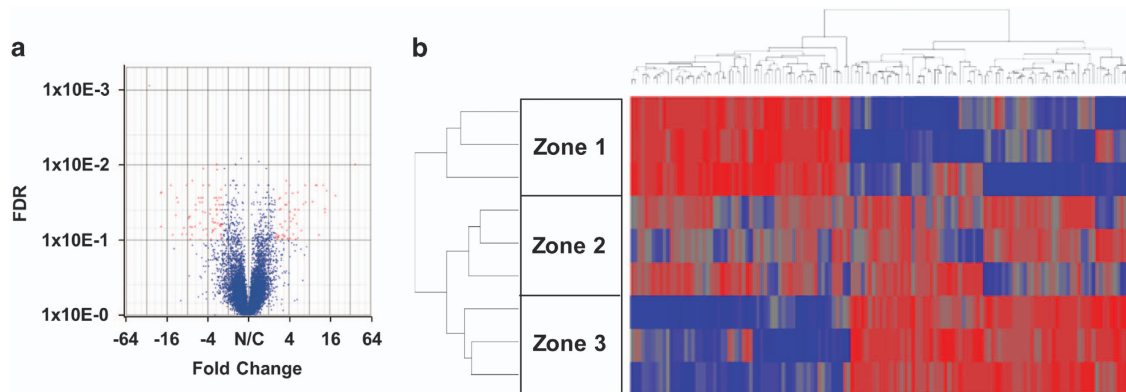 a
1x10E-3
1x10E-2
1x10E-1
1x10E-0
FDR
-64 -16 -4 N/C 4 16 64
Fold Change
b
Zone 1
Zone 2
Zone 3